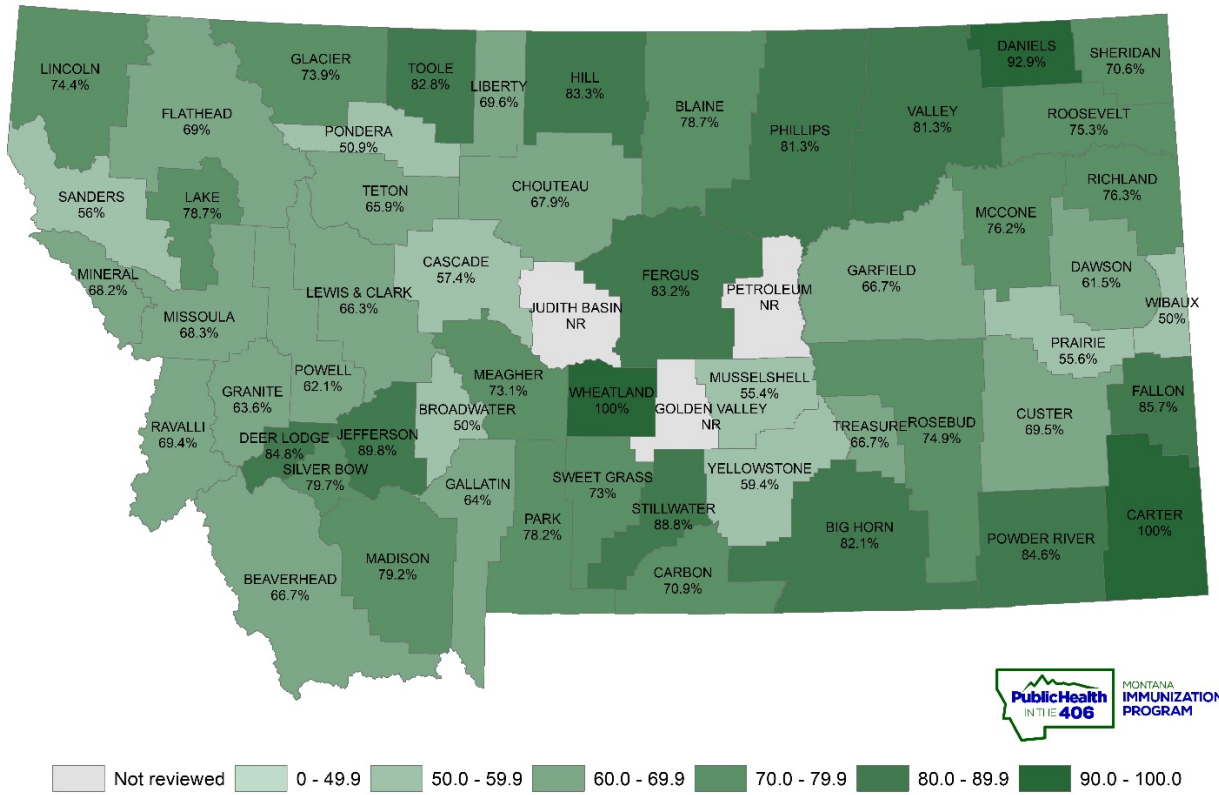 LINCOLN
74.4%
FLATHEAD
69%
GLACIER
73.9%
TOOLE
82.8%
LIBERTY
69.6%
HILL
83.3%
BLAINE
78.7%
PHILLIPS
81.3%
VALLEY
81.3%
DANIELS
92.9%
SHERIDAN
70.6%
ROOSEVELT
75.3%
PONDERA
50.9%
SANDERS
56%
LAKE
78.7%
TETON
65.9%
CHOUTEAU
67.9%
RICHLAND
76.3%
MCCONE
76.2%
MINERAL
68.2%
MISSOULA
68.3%
LEWIS & CLARK
66.3%
CASCADE
57.4%
JUDITH BASIN
NR
FERGUS
83.2%
PETROLEUM
NR
GARFIELD
66.7%
DAWSON
61.5%
WIBAUX
50%
PRAIRIE
55.6%
POWELL
62.1%
GRANITE
63.6%
RAVALLI
69.4%
MEAGHER
73.1%
BROADWATER
50%
WHEATLAND
100%
GOLDEN VALLEY
NR
MUSSELSHELL
55.4%
TREASURE
66.7%
ROSEBUD
74.9%
CUSTER
69.5%
FALLON
85.7%
DEER LODGE
84.8%
JEFFERSON
89.8%
SILVER BOW
79.7%
GALLATIN
64%
PARK
78.2%
SWEET GRASS
73%
STILLWATER
88.8%
YELLOWSTONE
59.4%
BIG HORN
82.1%
POWDER RIVER
84.6%
CARTER
100%
BEAVERHEAD
66.7%
MADISON
79.2%
CARBON
70.9%
PublicHealth
IN THE 406
MONTANA
IMMUNIZATION
PROGRAM
Not reviewed
0 - 49.9
50.0 - 59.9
60.0 - 69.9
70.0 - 79.9
80.0 - 89.9
90.0 - 100.0